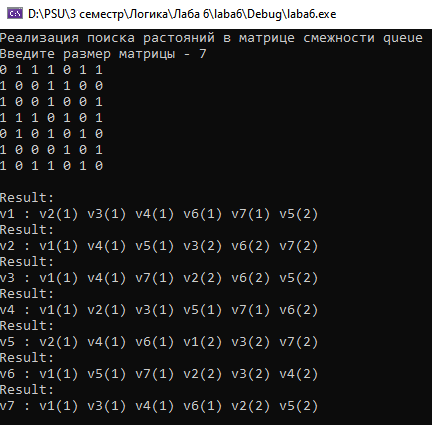 D:\PSU\3 семестр\Логика\Лаба 6\laba6\Debug\laba6.exe
Реализация поиска растояний в матрице смежности queue
Введите размер матрицы - 7
0 1 1 1 0 1 1
1 0 0 1 1 0 0
1 0 0 1 0 0 1
1 1 1 0 1 0 1
0 1 0 1 0 1 0
1 0 0 0 1 0 1
1 0 1 1 0 1 0
Result:
v1 : v2(1) v3(1) v4(1) v6(1) v7(1) v5(2)
Result:
v2 : v1(1) v4(1) v5(1) v3(2) v6(2) v7(2)
Result:
v3 : v1(1) v4(1) v7(1) v2(2) v6(2) v5(2)
Result:
v4 : v1(1) v2(1) v3(1) v5(1) v7(1) v6(2)
Result:
v5 : v2(1) v4(1) v6(1) v1(2) v3(2) v7(2)
Result:
v6 : v1(1) v5(1) v7(1) v2(2) v3(2) v4(2)
Result:
v7 : v1(1) v3(1) v4(1) v6(1) v2(2) v5(2)